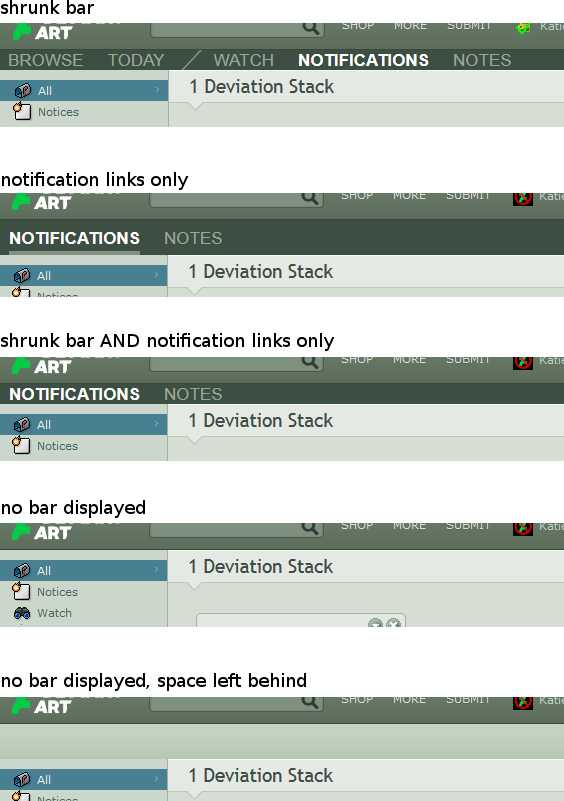 shrunk bar
ART
SHOP MORE SUBMIT Katie
BROWSE TODAY WATCH NOTIFICATIONS NOTES
All
1 Deviation Stack
Notices
notification links only
ART
SHOP MORE SUBMIT Katie
NOTIFICATIONS NOTES
All
1 Deviation Stack
Notices
shrunk bar AND notification links only
ART
SHOP MORE SUBMIT Katie
NOTIFICATIONS NOTES
All
1 Deviation Stack
Notices
no bar displayed
ART
SHOP MORE SUBMIT Katie
All
1 Deviation Stack
Notices
Watch
no bar displayed, space left behind
ART
SHOP MORE SUBMIT Katie
All
1 Deviation Stack
Notices